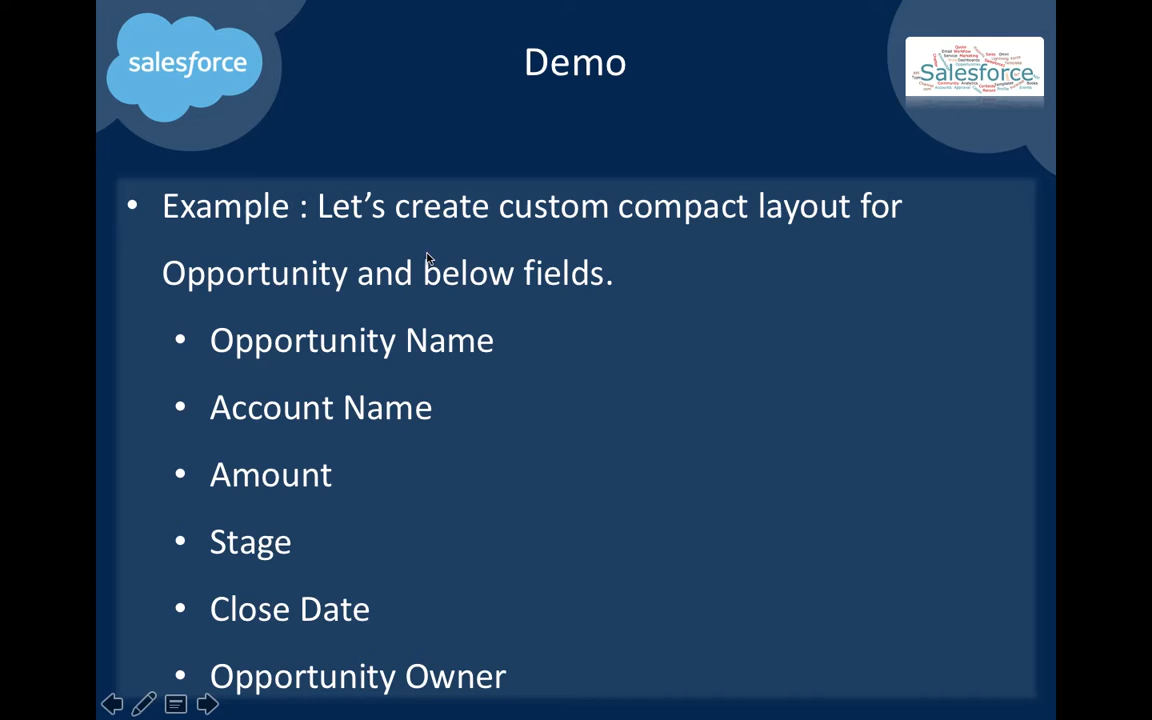 salesforce
Demo
Salesforce
• Example : Let's create custom compact layout for
Opportunity and below fields.
• Opportunity Name
• Account Name
• Amount
• Stage
• Close Date
• Opportunity Owner